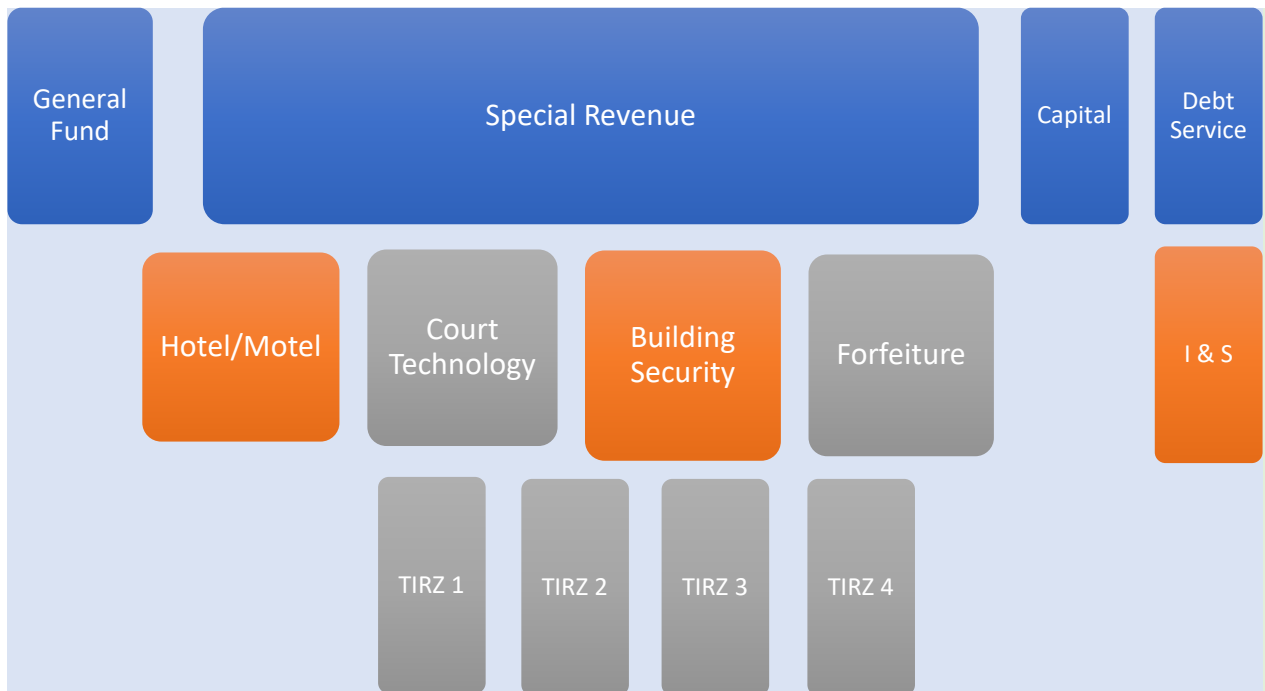 General
Fund
Special Revenue
Capital
Debt
Service
Hotel/Motel
Court
Technology
Building
Security
Forfeiture
I & S
TIRZ 1
TIRZ 2
TIRZ 3
TIRZ 4